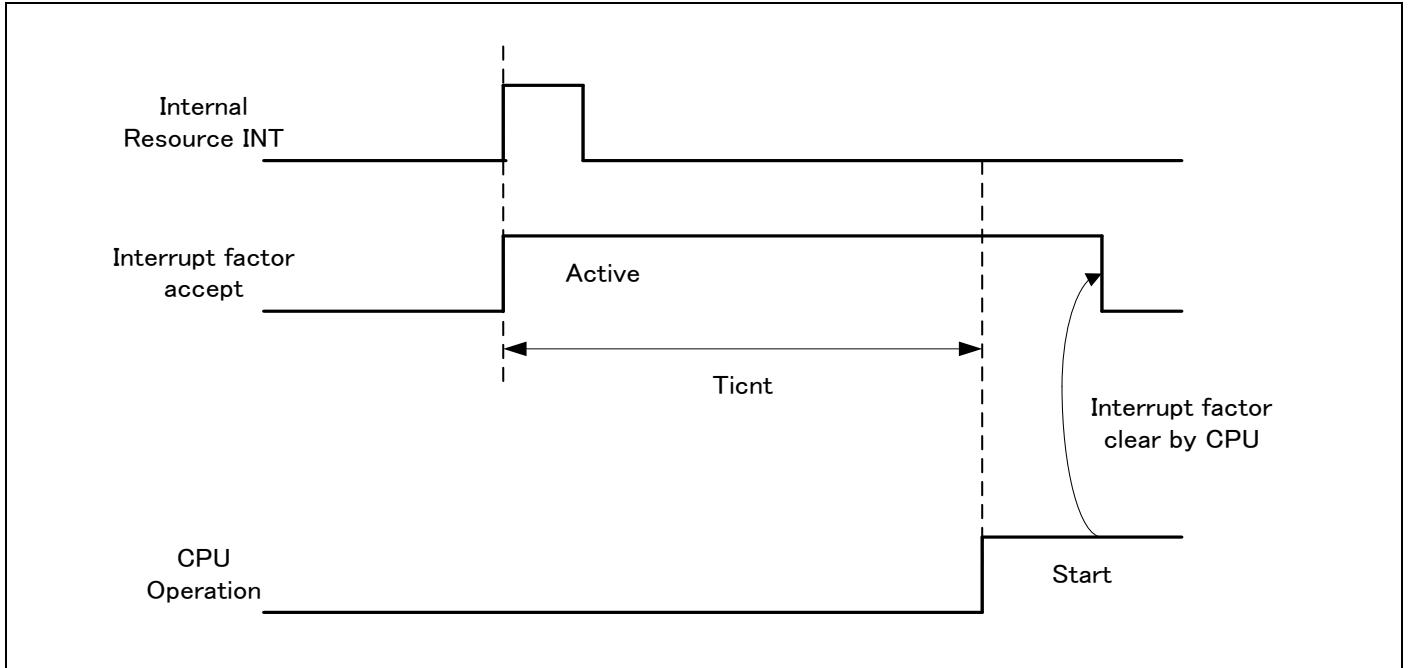 Internal
Resource INT
Interrupt factor
accept
Active
Ticnt
Interrupt factor
clear by CPU
CPU
Operation
Start